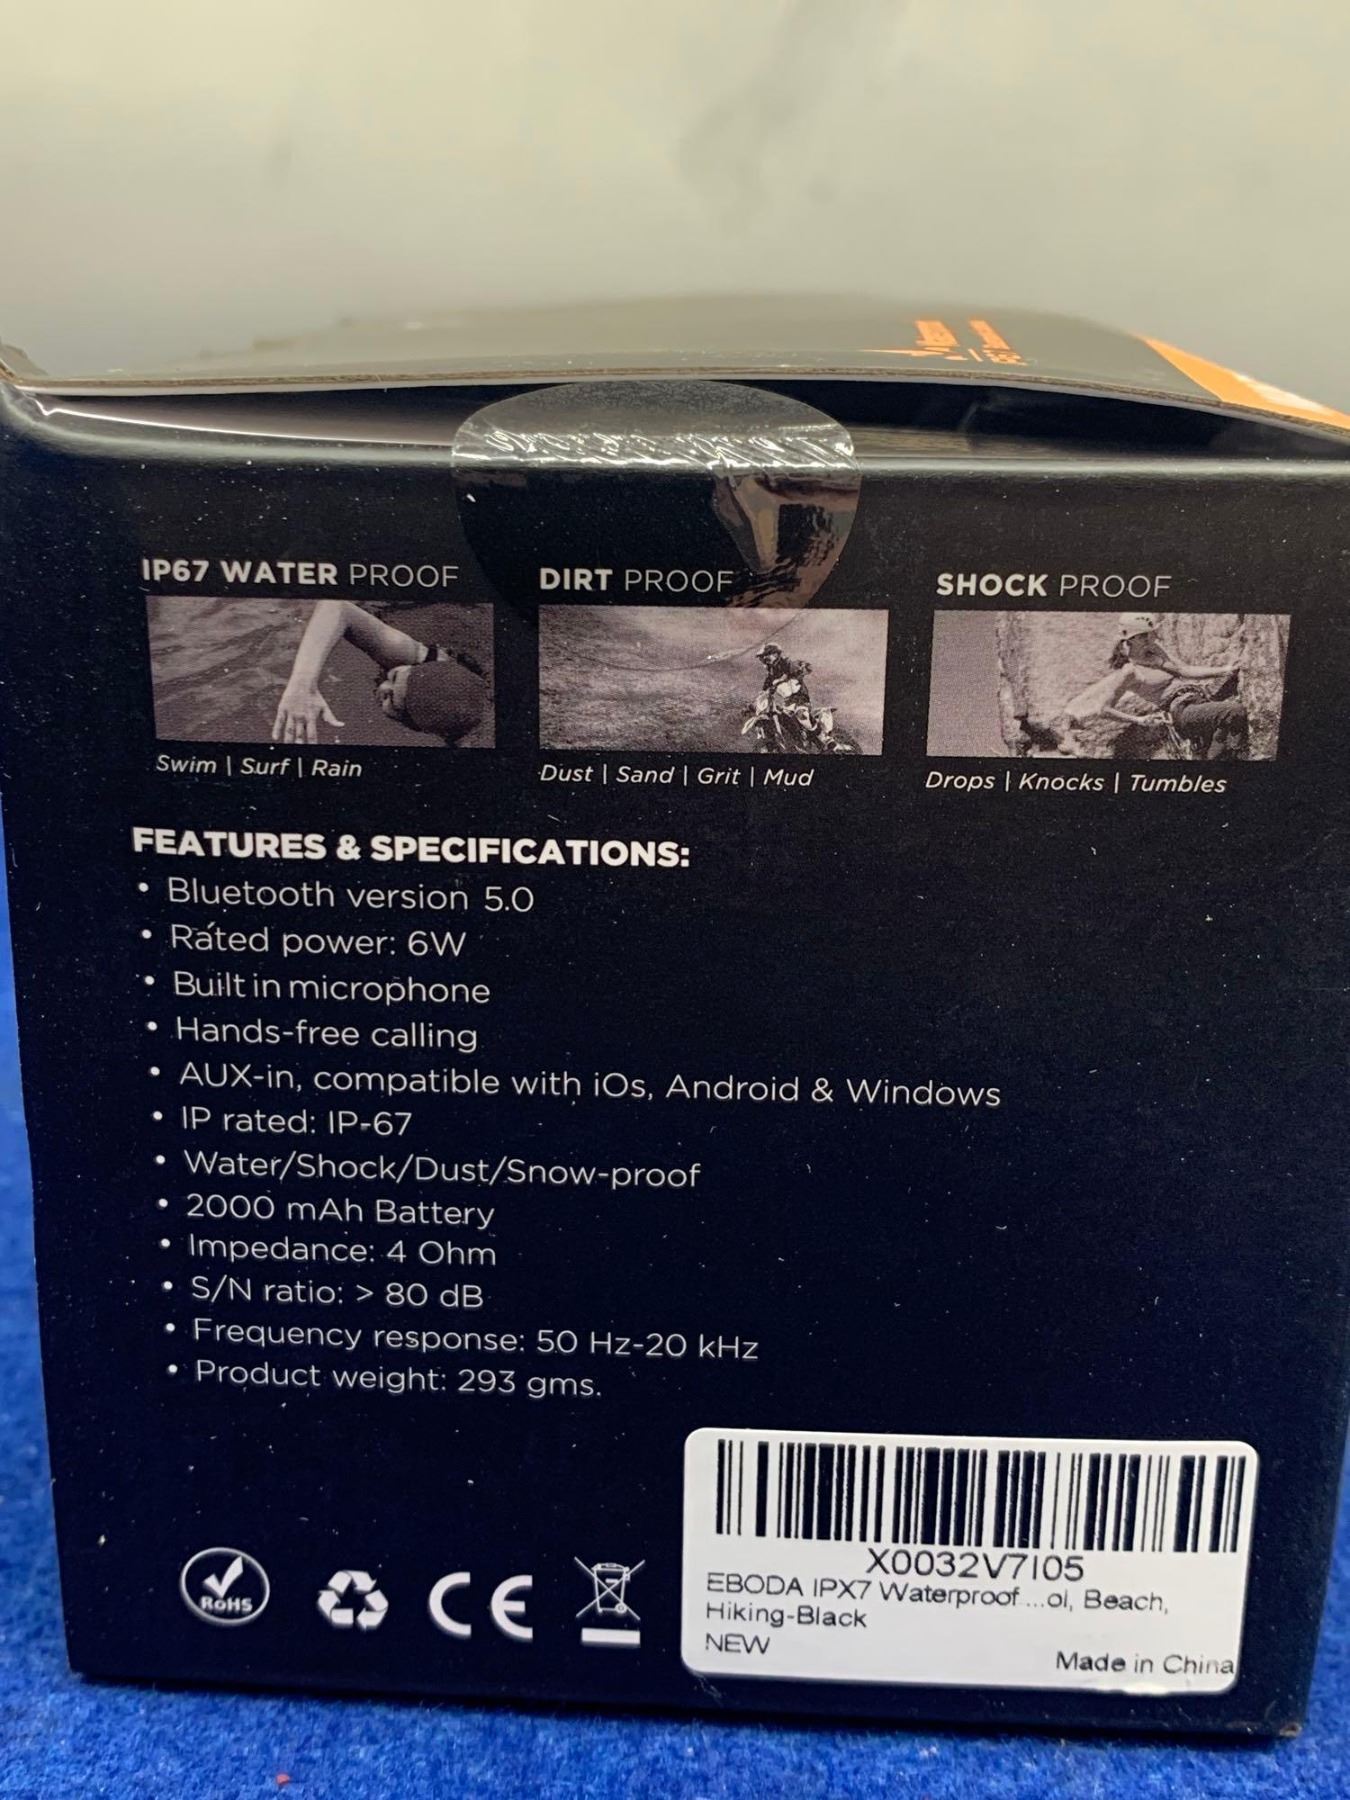 IP67 WATER PROOF
DIRT PROOF
SHOCK PROOF
Swim | Surf | Rain
Dust | Sand | Grit | Mud
Drops | Knocks | Tumbles
FEATURES & SPECIFICATIONS:
• Bluetooth version 5.0
• Rated power: 6W
• Built in microphone
• Hands-free calling
• AUX-in, compatible with iOs, Android & Windows
• IP rated: IP-67
• Water/Shock/Dust/Snow-proof
• 2000 mAh Battery
• Impedance: 4 Ohm
• S/N ratio: > 80 dB
• Frequency response: 50 Hz-20 kHz
• Product weight: 293 gms.
RoHS
CE
X0032V7I05
EBODA IPX7 Waterproof ...ol, Beach,
Hiking-Black
NEW
Made in China